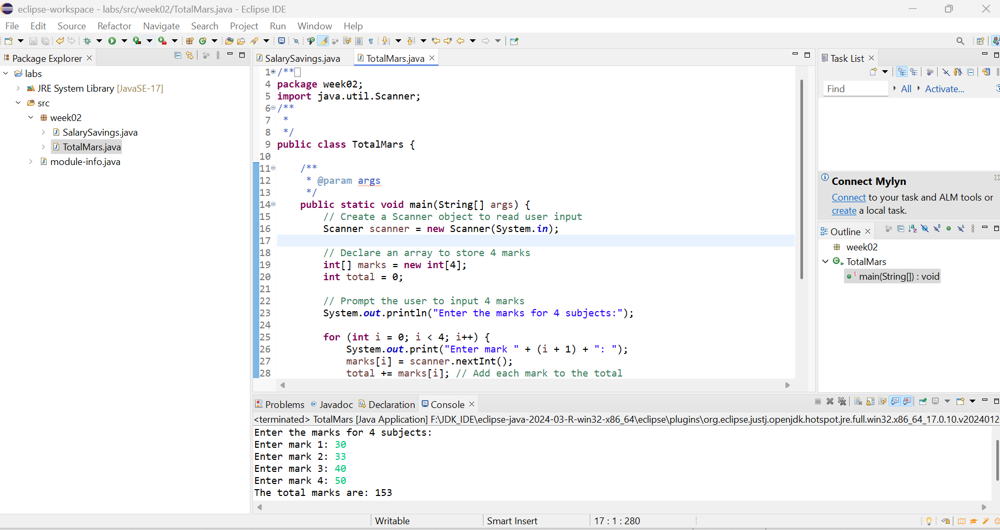 eclipse-workspace - labs/src/week02/TotalMars.java - Eclipse IDE
File Edit Source Refactor Navigate Search Project Run Window Help
Package Explorer
labs
JRE System Library [JavaSE-17]
src
week02
SalarySavings.java
TotalMars.java
module-info.java
SalarySavings.java TotalMars.java
1 /**
4 package week02;
5 import java.util.Scanner;
6 /**
7 *
8 */
9 public class TotalMars {
10
11 /**
12 * @param args
13 */
14 public static void main(String[] args) {
15 // Create a Scanner object to read user input
16 Scanner scanner = new Scanner(System.in);
17
18 // Declare an array to store 4 marks
19 int[] marks = new int[4];
20 int total = 0;
21
22 // Prompt the user to input 4 marks
23 System.out.println("Enter the marks for 4 subjects:");
24
25 for (int i = 0; i < 4; i++) {
26 System.out.print("Enter mark " + (i + 1) + ": ");
27 marks[i] = scanner.nextInt();
28 total += marks[i]; // Add each mark to the total
Task List
Find All Activate...
Connect Mylyn
Connect to your task and ALM tools or
create a local task.
Outline
week02
TotalMars
main(String[]) : void
Problems Javadoc Declaration Console
<terminated> TotalMars [Java Application] F:\JDK_IDE\eclipse-java-2024-03-R-win32-x86_64\eclipse\plugins\org.eclipse.justj.openjdk.hotspot.jre.full.win32.x86_64_17.0.10.v2024012
Enter the marks for 4 subjects:
Enter mark 1: 30
Enter mark 2: 33
Enter mark 3: 40
Enter mark 4: 50
The total marks are: 153
Writable Smart Insert 17 : 1 : 280